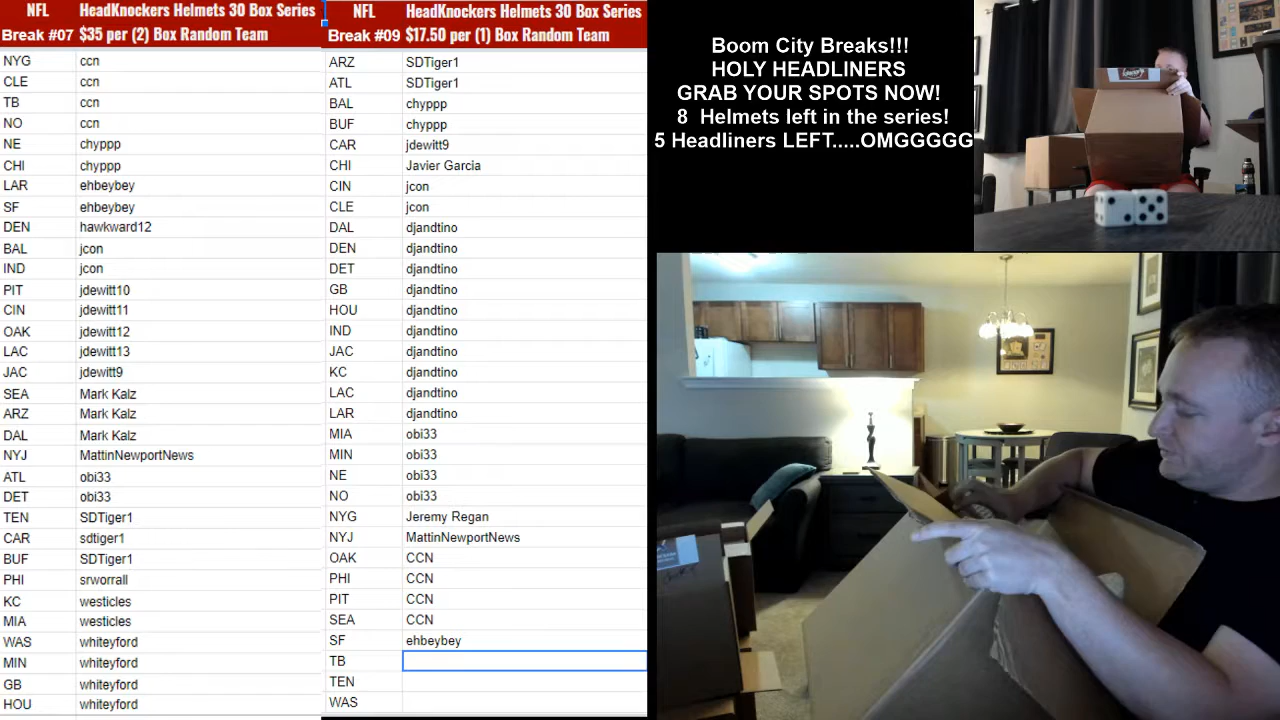 NFL HeadKnockers Helmets 30 Box Series
Break #07 $35 per (2) Box Random Team
NYG ccn
CLE ccn
TB ccn
NO ccn
NE chyppp
CHI chyppp
LAR ehbeybey
SF ehbeybey
DEN hawkward12
BAL jcon
IND jcon
PIT jdewitt10
CIN jdewitt11
OAK jdewitt12
LAC jdewitt13
JAC jdewitt9
SEA Mark Kalz
ARZ Mark Kalz
DAL Mark Kalz
NYJ MattinNewportNews
ATL obi33
DET obi33
TEN SDTiger1
CAR sdtiger1
BUF SDTiger1
PHI srworrall
KC westicles
MIA westicles
WAS whiteyford
MIN whiteyford
GB whiteyford
HOU whiteyford
NFL HeadKnockers Helmets 30 Box Series
Break #09 $17.50 per (1) Box Random Team
ARZ SDTiger1
ATL SDTiger1
BAL chyppp
BUF chyppp
CAR jdewitt9
CHI Javier Garcia
CIN jcon
CLE jcon
DAL djandtino
DEN djandtino
DET djandtino
GB djandtino
HOU djandtino
IND djandtino
JAC djandtino
KC djandtino
LAC djandtino
LAR djandtino
MIA obi33
MIN obi33
NE obi33
NO obi33
NYG Jeremy Regan
NYJ MattinNewportNews
OAK CCN
PHI CCN
PIT CCN
SEA CCN
SF ehbeybey
TB
TEN
WAS
Boom City Breaks!!!
HOLY HEADLINERS
GRAB YOUR SPOTS NOW!
8 Helmets left in the series!
5 Headliners LEFT.....OMGGGGG